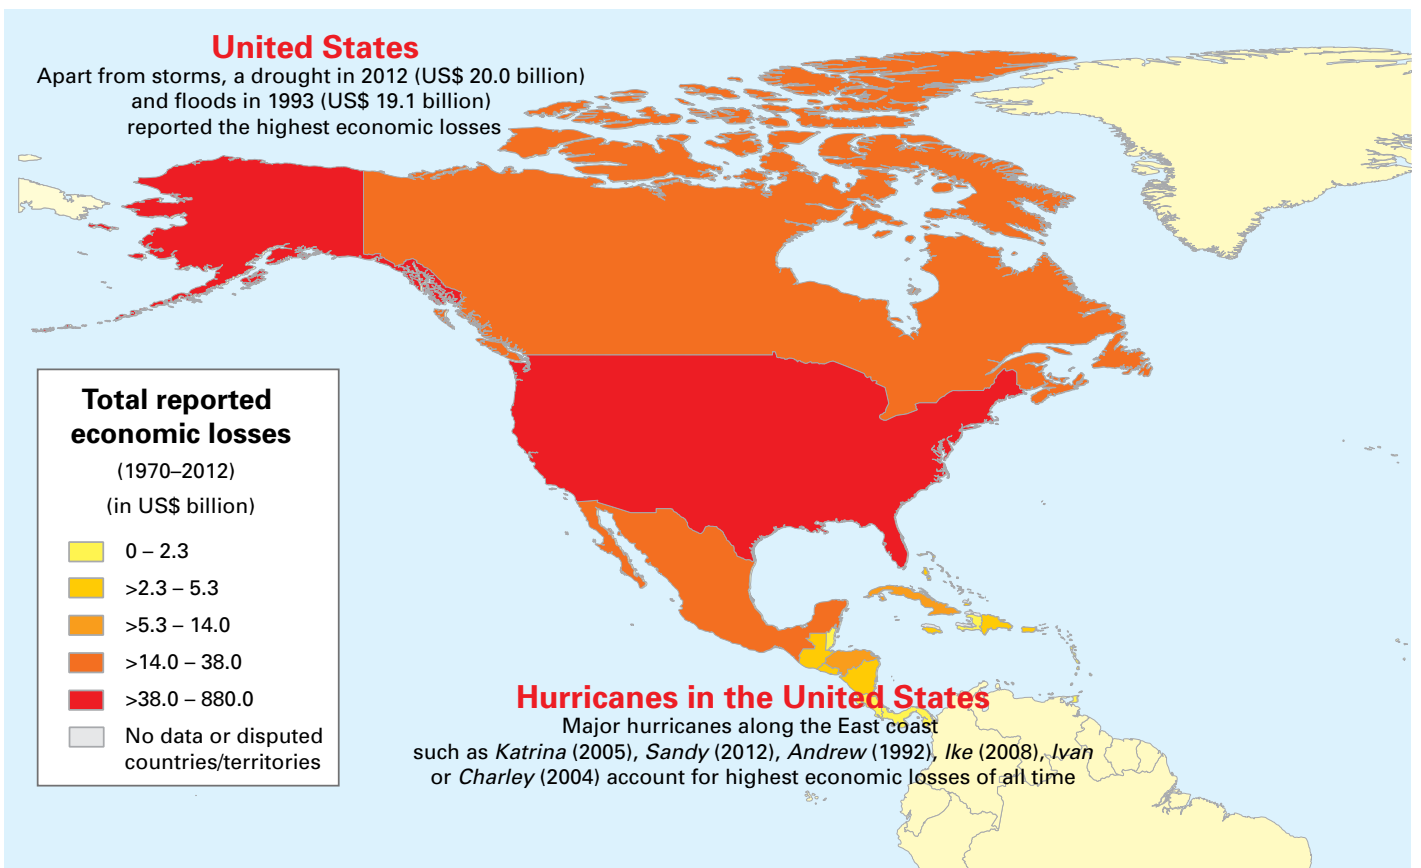 United States
Apart from storms, a drought in 2012 (US$ 20.0 billion)
and floods in 1993 (US$ 19.1 billion)
reported the highest economic losses
Total reported
economic losses
(1970–2012)
(in US$ billion)
0 – 2.3
>2.3 – 5.3
>5.3 – 14.0
>14.0 – 38.0
>38.0 – 880.0
No data or disputed
countries/territories
Hurricanes in the United States
Major hurricanes along the East coast
such as Katrina (2005), Sandy (2012), Andrew (1992), Ike (2008), Ivan
or Charley (2004) account for highest economic losses of all time